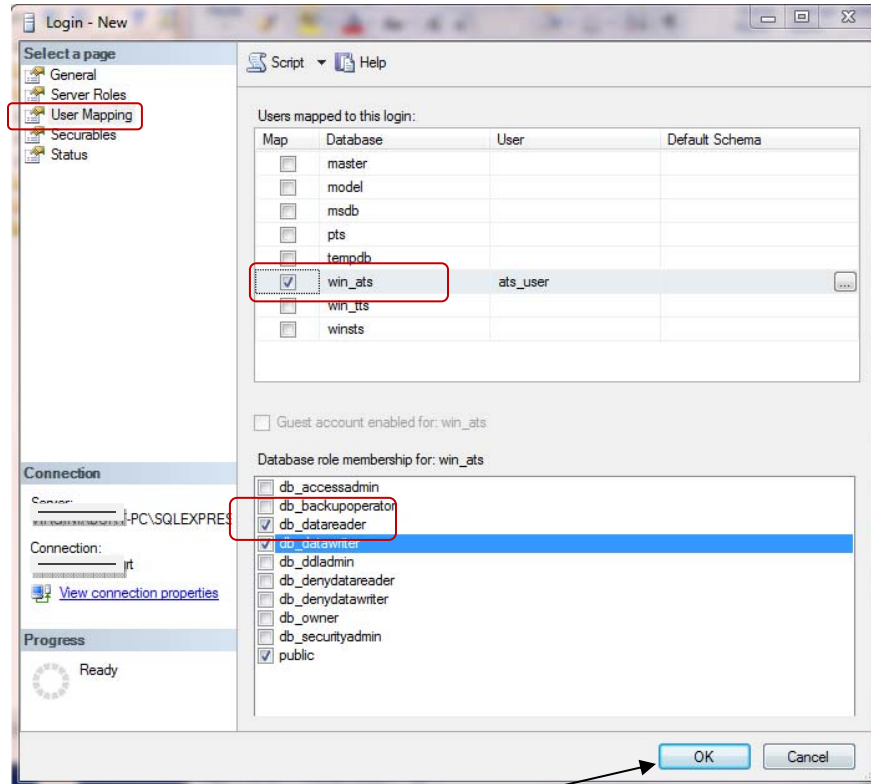 Login - New
Select a page
General
Server Roles
User Mapping
Securables
Status
Script Help
Users mapped to this login:
Map Database User Default Schema
master
model
msdb
pts
tempdb
win_ats ats_user ...
win_tts
winsts
Guest account enabled for: win_ats
Database role membership for: win_ats
db_accessadmin
db_backupoperator
db_datareader
db_datawriter
db_ddladmin
db_denydatareader
db_denydatawriter
db_owner
db_securityadmin
public
Connection
Server:
-PC\SQLEXPRES
Connection:
rt
View connection properties
Progress
Ready
OK Cancel